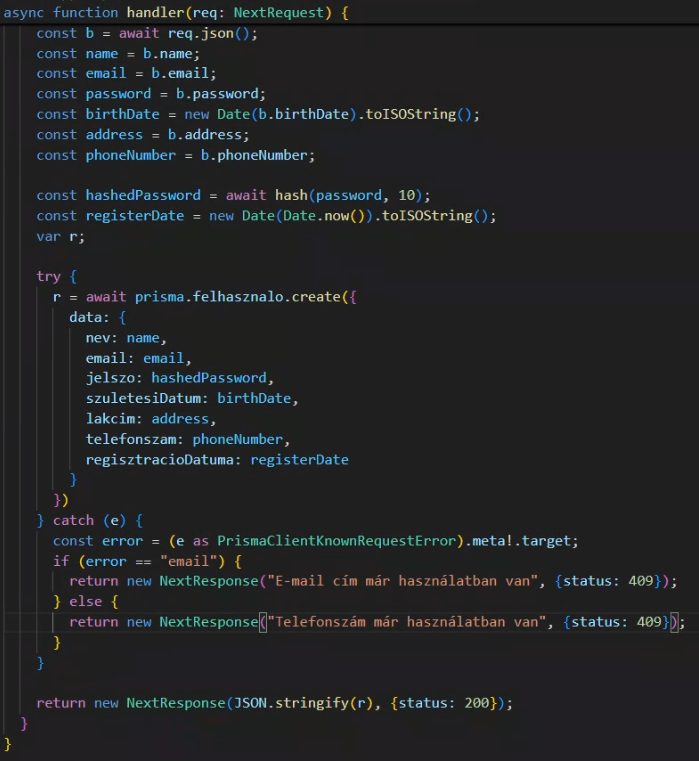 async function handler(req: NextRequest) {
const b = await req.json();
const name = b.name;
const email = b.email;
const password = b.password;
const birthDate = new Date(b.birthDate).toISOString();
const address = b.address;
const phoneNumber = b.phoneNumber;
const hashedPassword = await hash(password, 10);
const registerDate = new Date(Date.now()).toISOString();
var r;
try {
r = await prisma.felhasznalo.create({
data: {
nev: name,
email: email,
jelszo: hashedPassword,
szuletesiDatum: birthDate,
lakcim: address,
telefonszam: phoneNumber,
regisztracioDatuma: registerDate
}
})
} catch (e) {
const error = (e as PrismaClientKnownRequestError).meta!.target;
if (error == "email") {
return new NextResponse("E-mail cím már használatban van", {status: 409});
} else {
return new NextResponse("Telefonszám már használatban van", {status: 409});
}
}
return new NextResponse(JSON.stringify(r), {status: 200});
}
}